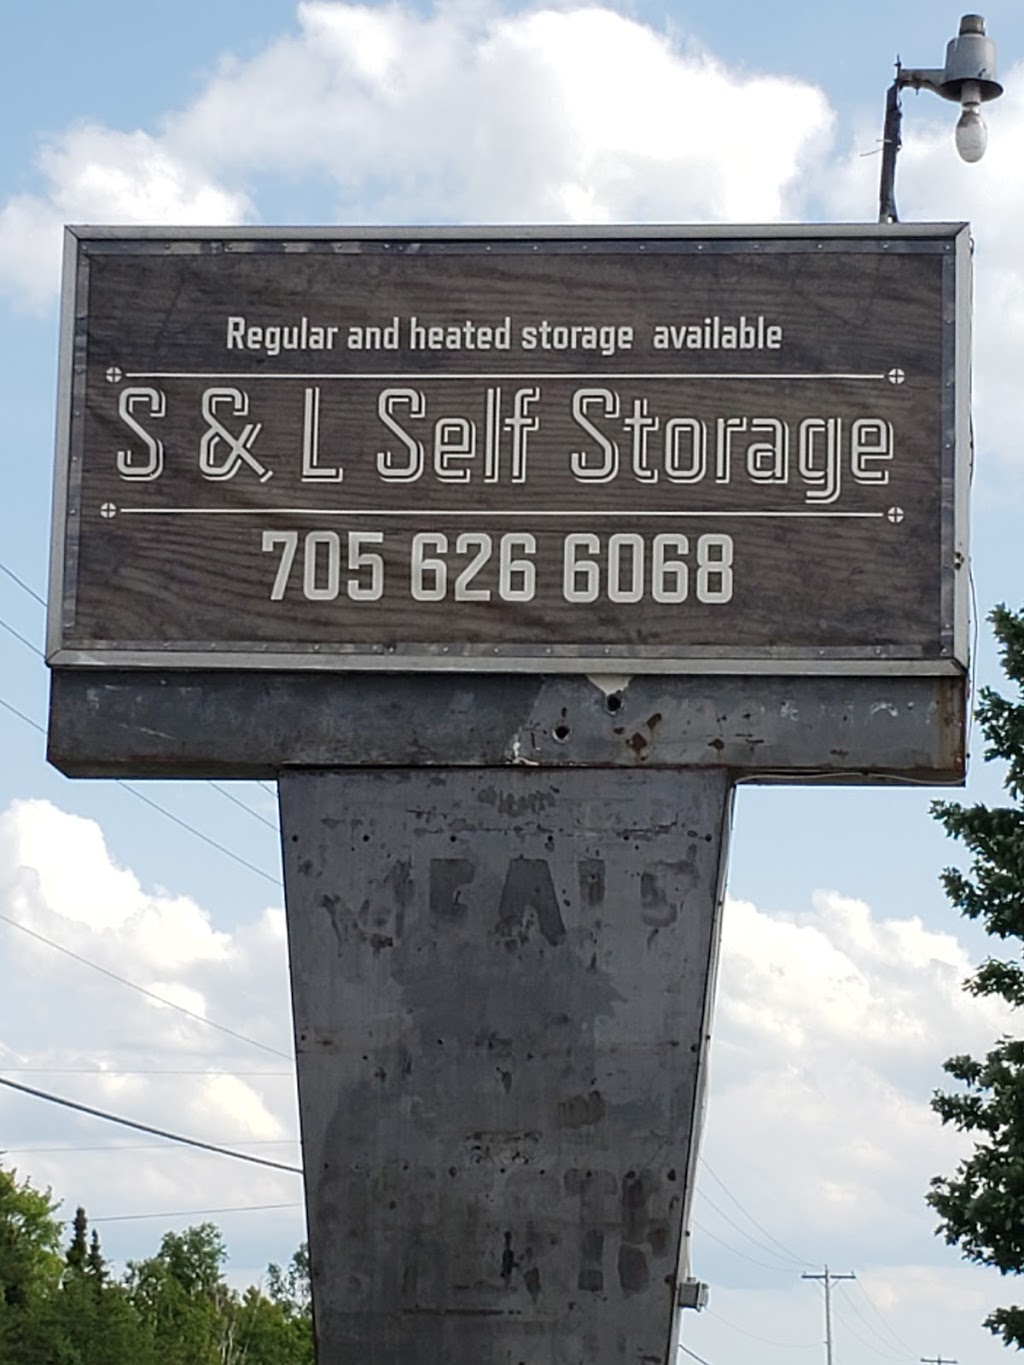 Regular and heated storage available
S & L Self Storage
705 626 6068